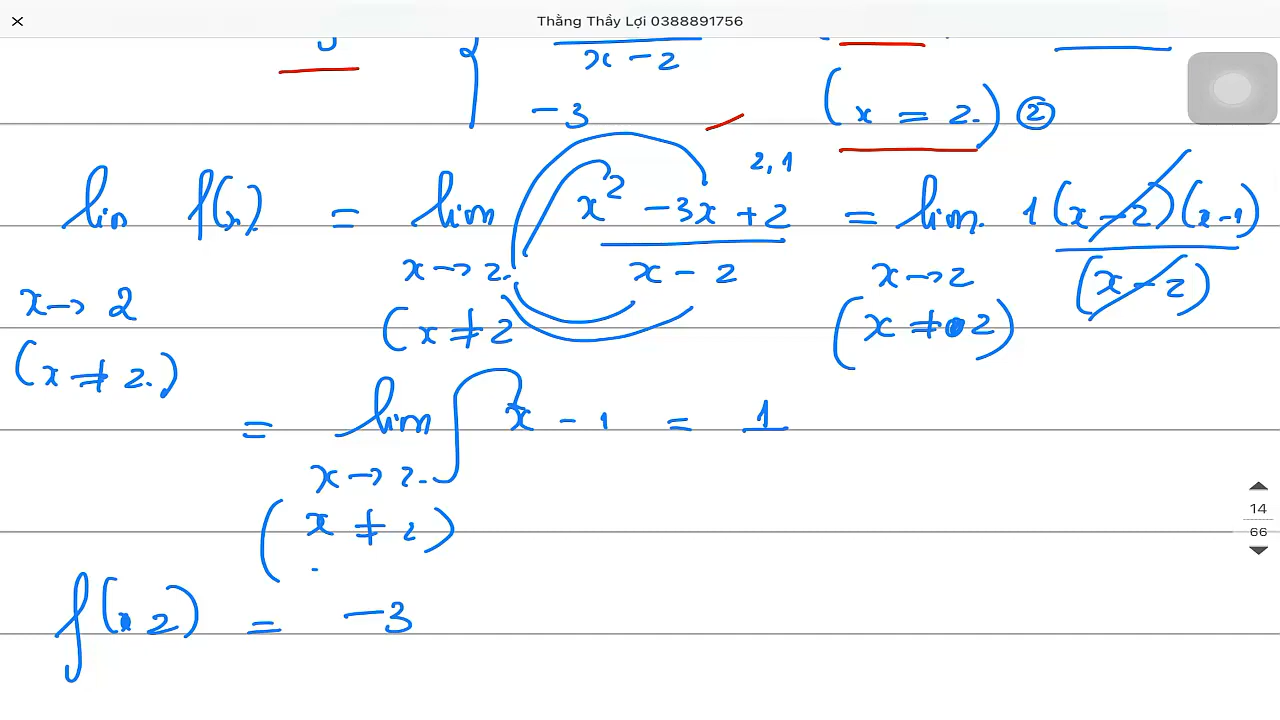 Thằng Thầy Lợi 0388891756
x - 2
-3 (x = 2.) ②
2, 1
lim f(x) = lim x² - 3x + 2 = lim 1(x - 2)(x - 1)
x → 2 (x ≠ 2.) x → 2. (x ≠ 2 x - 2 x → 2 (x ≠ 2) (x - 2)
= lim x - 1 = 1
x → 2.
(x ≠ 2)
14
66
f(2) = -3